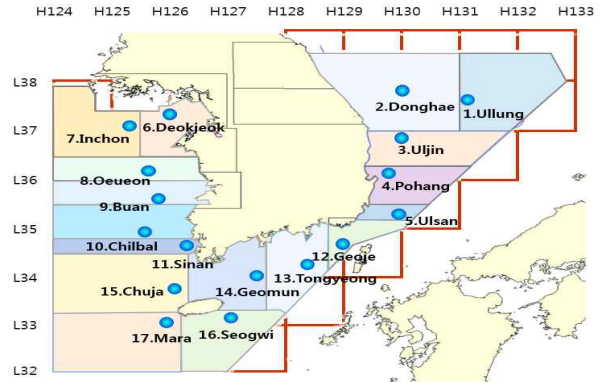 H124 H125 H126 H127 H128 H129 H130 H131 H132 H133
L38
2.Donghae
1.Ullung
6.Deokjeok
7.Inchon
L37
3.Uljin
8.Oeueon
L36
4.Pohang
9.Buan
5.Ulsan
L35
10.Chilbal
12.Geoje
11.Sinan
13.Tongyeong
L34
14.Geomun
15.Chuja
L33
16.Seogwi
17.Mara
L32